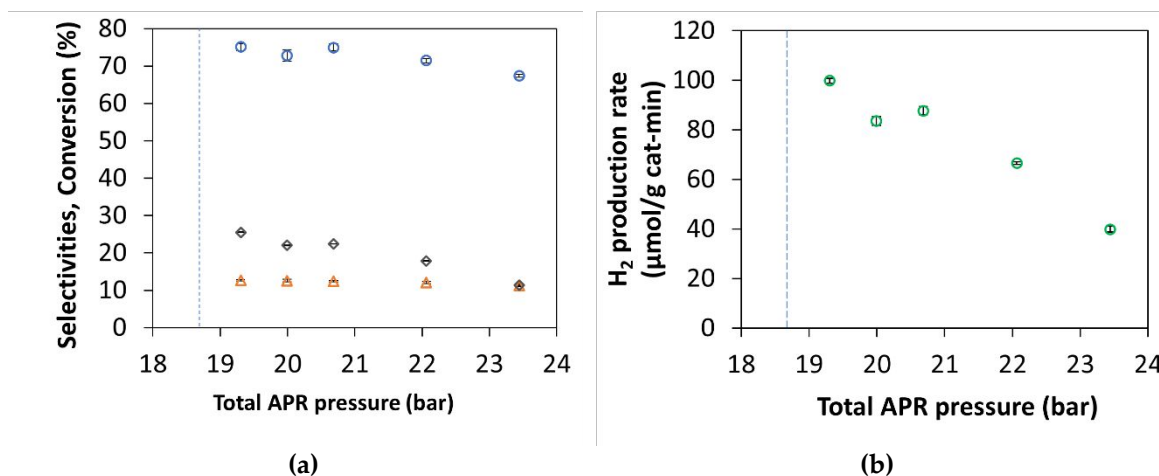 Selectivities, Conversion (%)
80
70
60
50
40
30
20
10
0
18 19 20 21 22 23 24
Total APR pressure (bar)
(a)
H₂ production rate
(μmol/g cat-min)
120
100
80
60
40
20
0
18 19 20 21 22 23 24
Total APR pressure (bar)
(b)